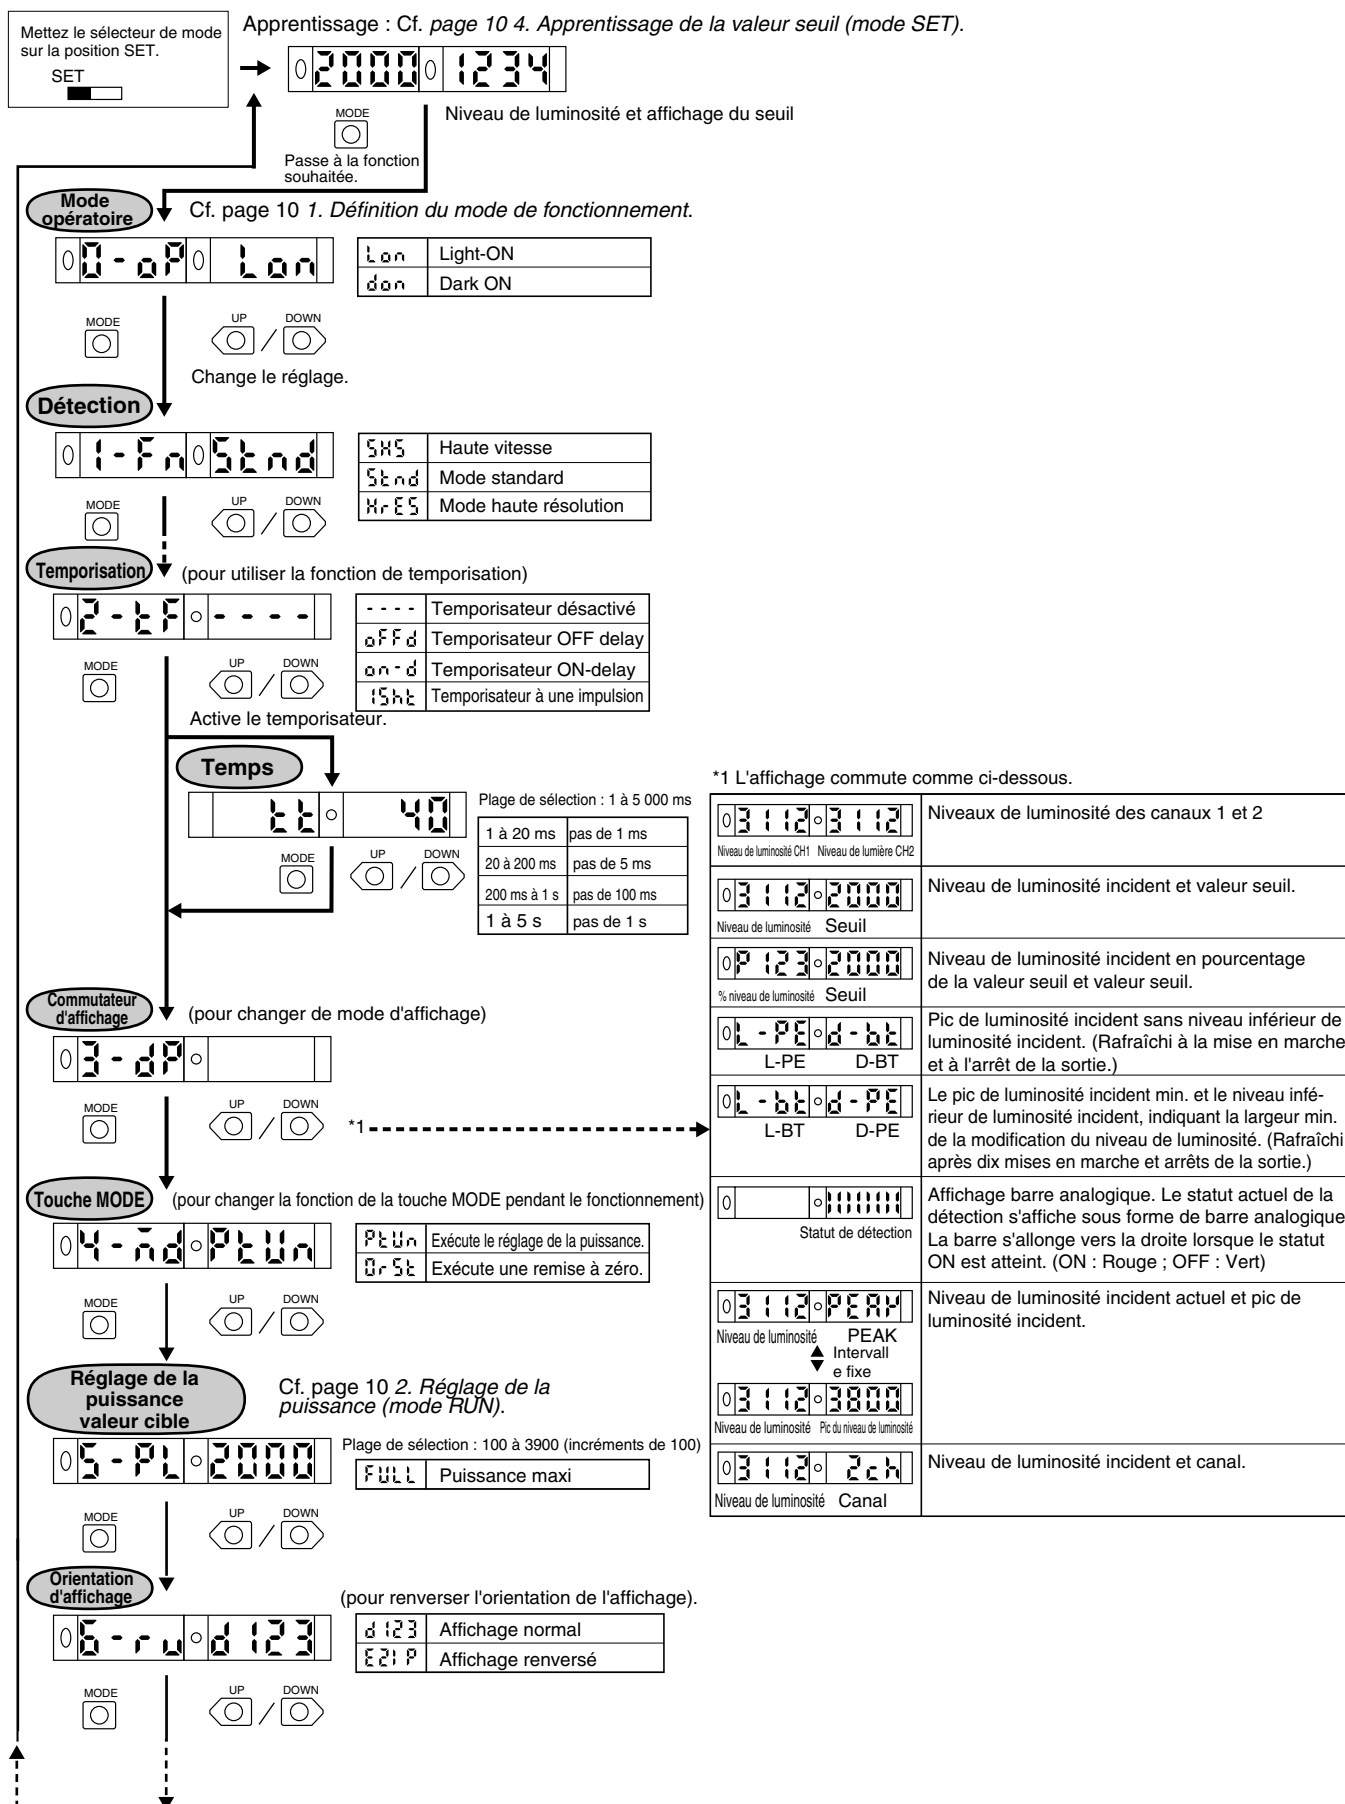 Mettez le sélecteur de mode
sur la position SET.
SET
Apprentissage : Cf. page 10 4. Apprentissage de la valeur seuil (mode SET).
2000 1234
MODE
Niveau de luminosité et affichage du seuil
Passe à la fonction
souhaitée.
Mode
opératoire
Cf. page 10 1. Définition du mode de fonctionnement.
0-oP Lon
Lon Light-ON
don Dark ON
MODE UP / DOWN
Change le réglage.
Détection
1-Fn Stnd
SHS Haute vitesse
Stnd Mode standard
HrES Mode haute résolution
MODE UP / DOWN
Temporisation
(pour utiliser la fonction de temporisation)
2-tF ----
---- Temporisateur désactivé
oFFd Temporisateur OFF delay
on-d Temporisateur ON-delay
1Sht Temporisateur à une impulsion
MODE UP / DOWN
Active le temporisateur.
Temps
tt 40
MODE UP / DOWN
Plage de sélection : 1 à 5 000 ms
1 à 20 ms pas de 1 ms
20 à 200 ms pas de 5 ms
200 ms à 1 s pas de 100 ms
1 à 5 s pas de 1 s
Commutateur
d'affichage
(pour changer de mode d'affichage)
3-dP
MODE UP / DOWN *1
Touche MODE
(pour changer la fonction de la touche MODE pendant le fonctionnement)
4-md PtUn
PtUn Exécute le réglage de la puissance.
0rSt Exécute une remise à zéro.
MODE UP / DOWN
Réglage de la
puissance
valeur cible
Cf. page 10 2. Réglage de la
puissance (mode RUN).
5-PL 2000
Plage de sélection : 100 à 3900 (incréments de 100)
FULL Puissance maxi
MODE UP / DOWN
Orientation
d'affichage
(pour renverser l'orientation de l'affichage).
6-ru d123
d123 Affichage normal
EZ1P Affichage renversé
MODE UP / DOWN
*1 L'affichage commute comme ci-dessous.
3112 3112
Niveau de luminosité CH1 Niveau de lumière CH2
Niveaux de luminosité des canaux 1 et 2
3112 2000
Niveau de luminosité Seuil
Niveau de luminosité incident et valeur seuil.
P123 2000
% niveau de luminosité Seuil
Niveau de luminosité incident en pourcentage
de la valeur seuil et valeur seuil.
L-PE d-bt
L-PE D-BT
Pic de luminosité incident sans niveau inférieur de
luminosité incident. (Rafraîchi à la mise en marche
et à l'arrêt de la sortie.)
L-bt d-PE
L-BT D-PE
Le pic de luminosité incident min. et le niveau infé-
rieur de luminosité incident, indiquant la largeur min.
de la modification du niveau de luminosité. (Rafraîchi
après dix mises en marche et arrêts de la sortie.)
Statut de détection
Affichage barre analogique. Le statut actuel de la
détection s'affiche sous forme de barre analogique
La barre s'allonge vers la droite lorsque le statut
ON est atteint. (ON : Rouge ; OFF : Vert)
3112 PEAK
Niveau de luminosité PEAK
Intervall
e fixe
3112 3800
Niveau de luminosité Pic du niveau de luminosité
Niveau de luminosité incident actuel et pic de
luminosité incident.
3112 2ch
Niveau de luminosité Canal
Niveau de luminosité incident et canal.